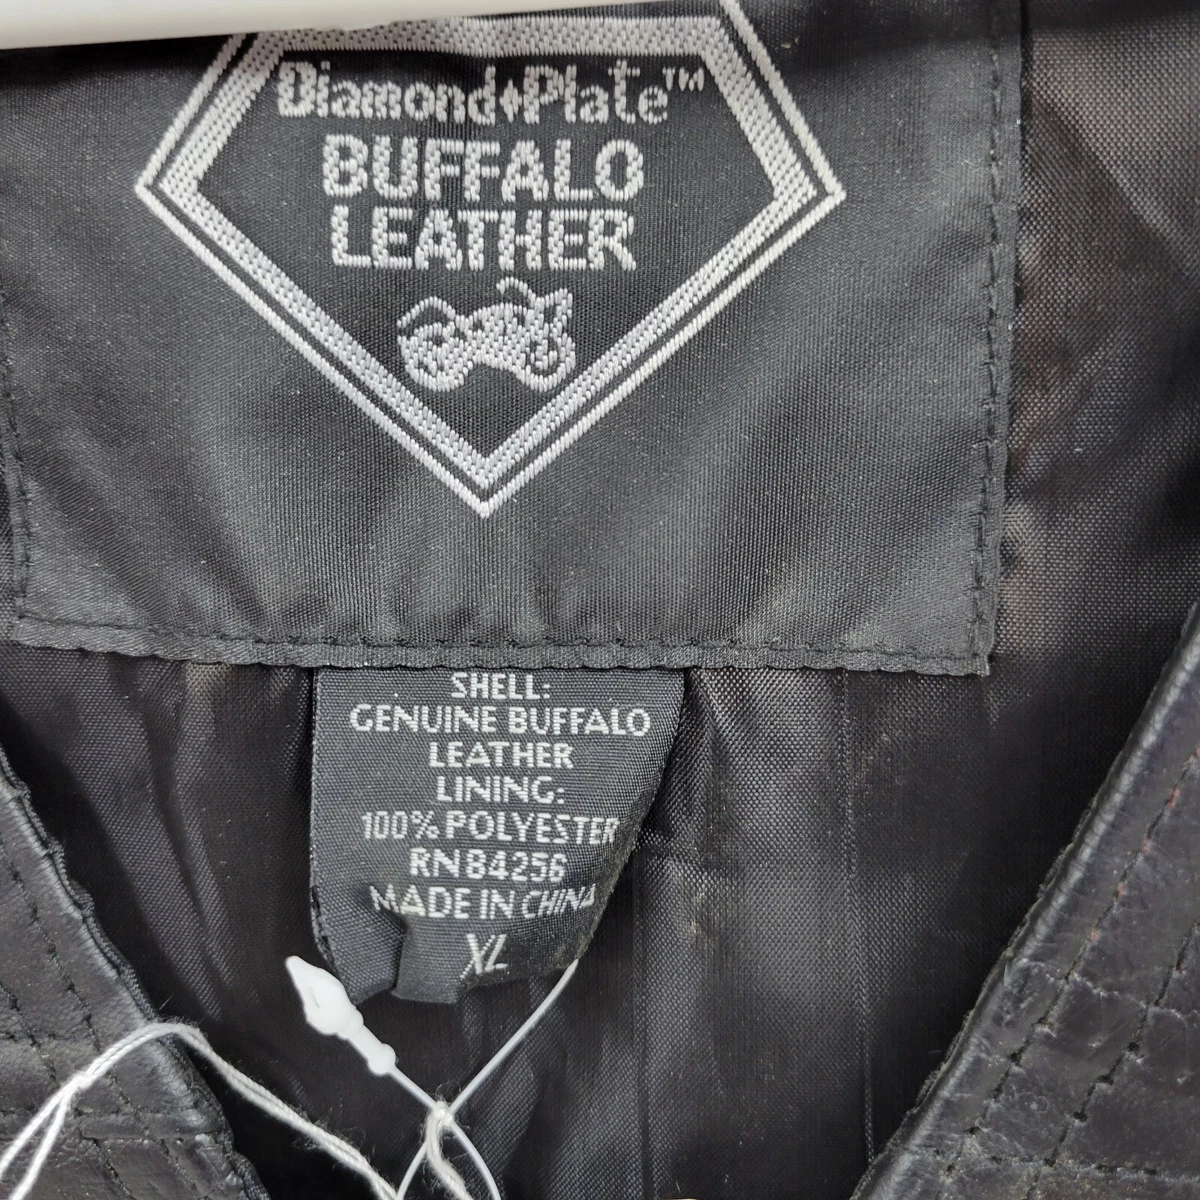 Diamond♦Plate™
BUFFALO
LEATHER
SHELL:
GENUINE BUFFALO
LEATHER
LINING:
100% POLYESTER
RN 84256
MADE IN CHINA
XL